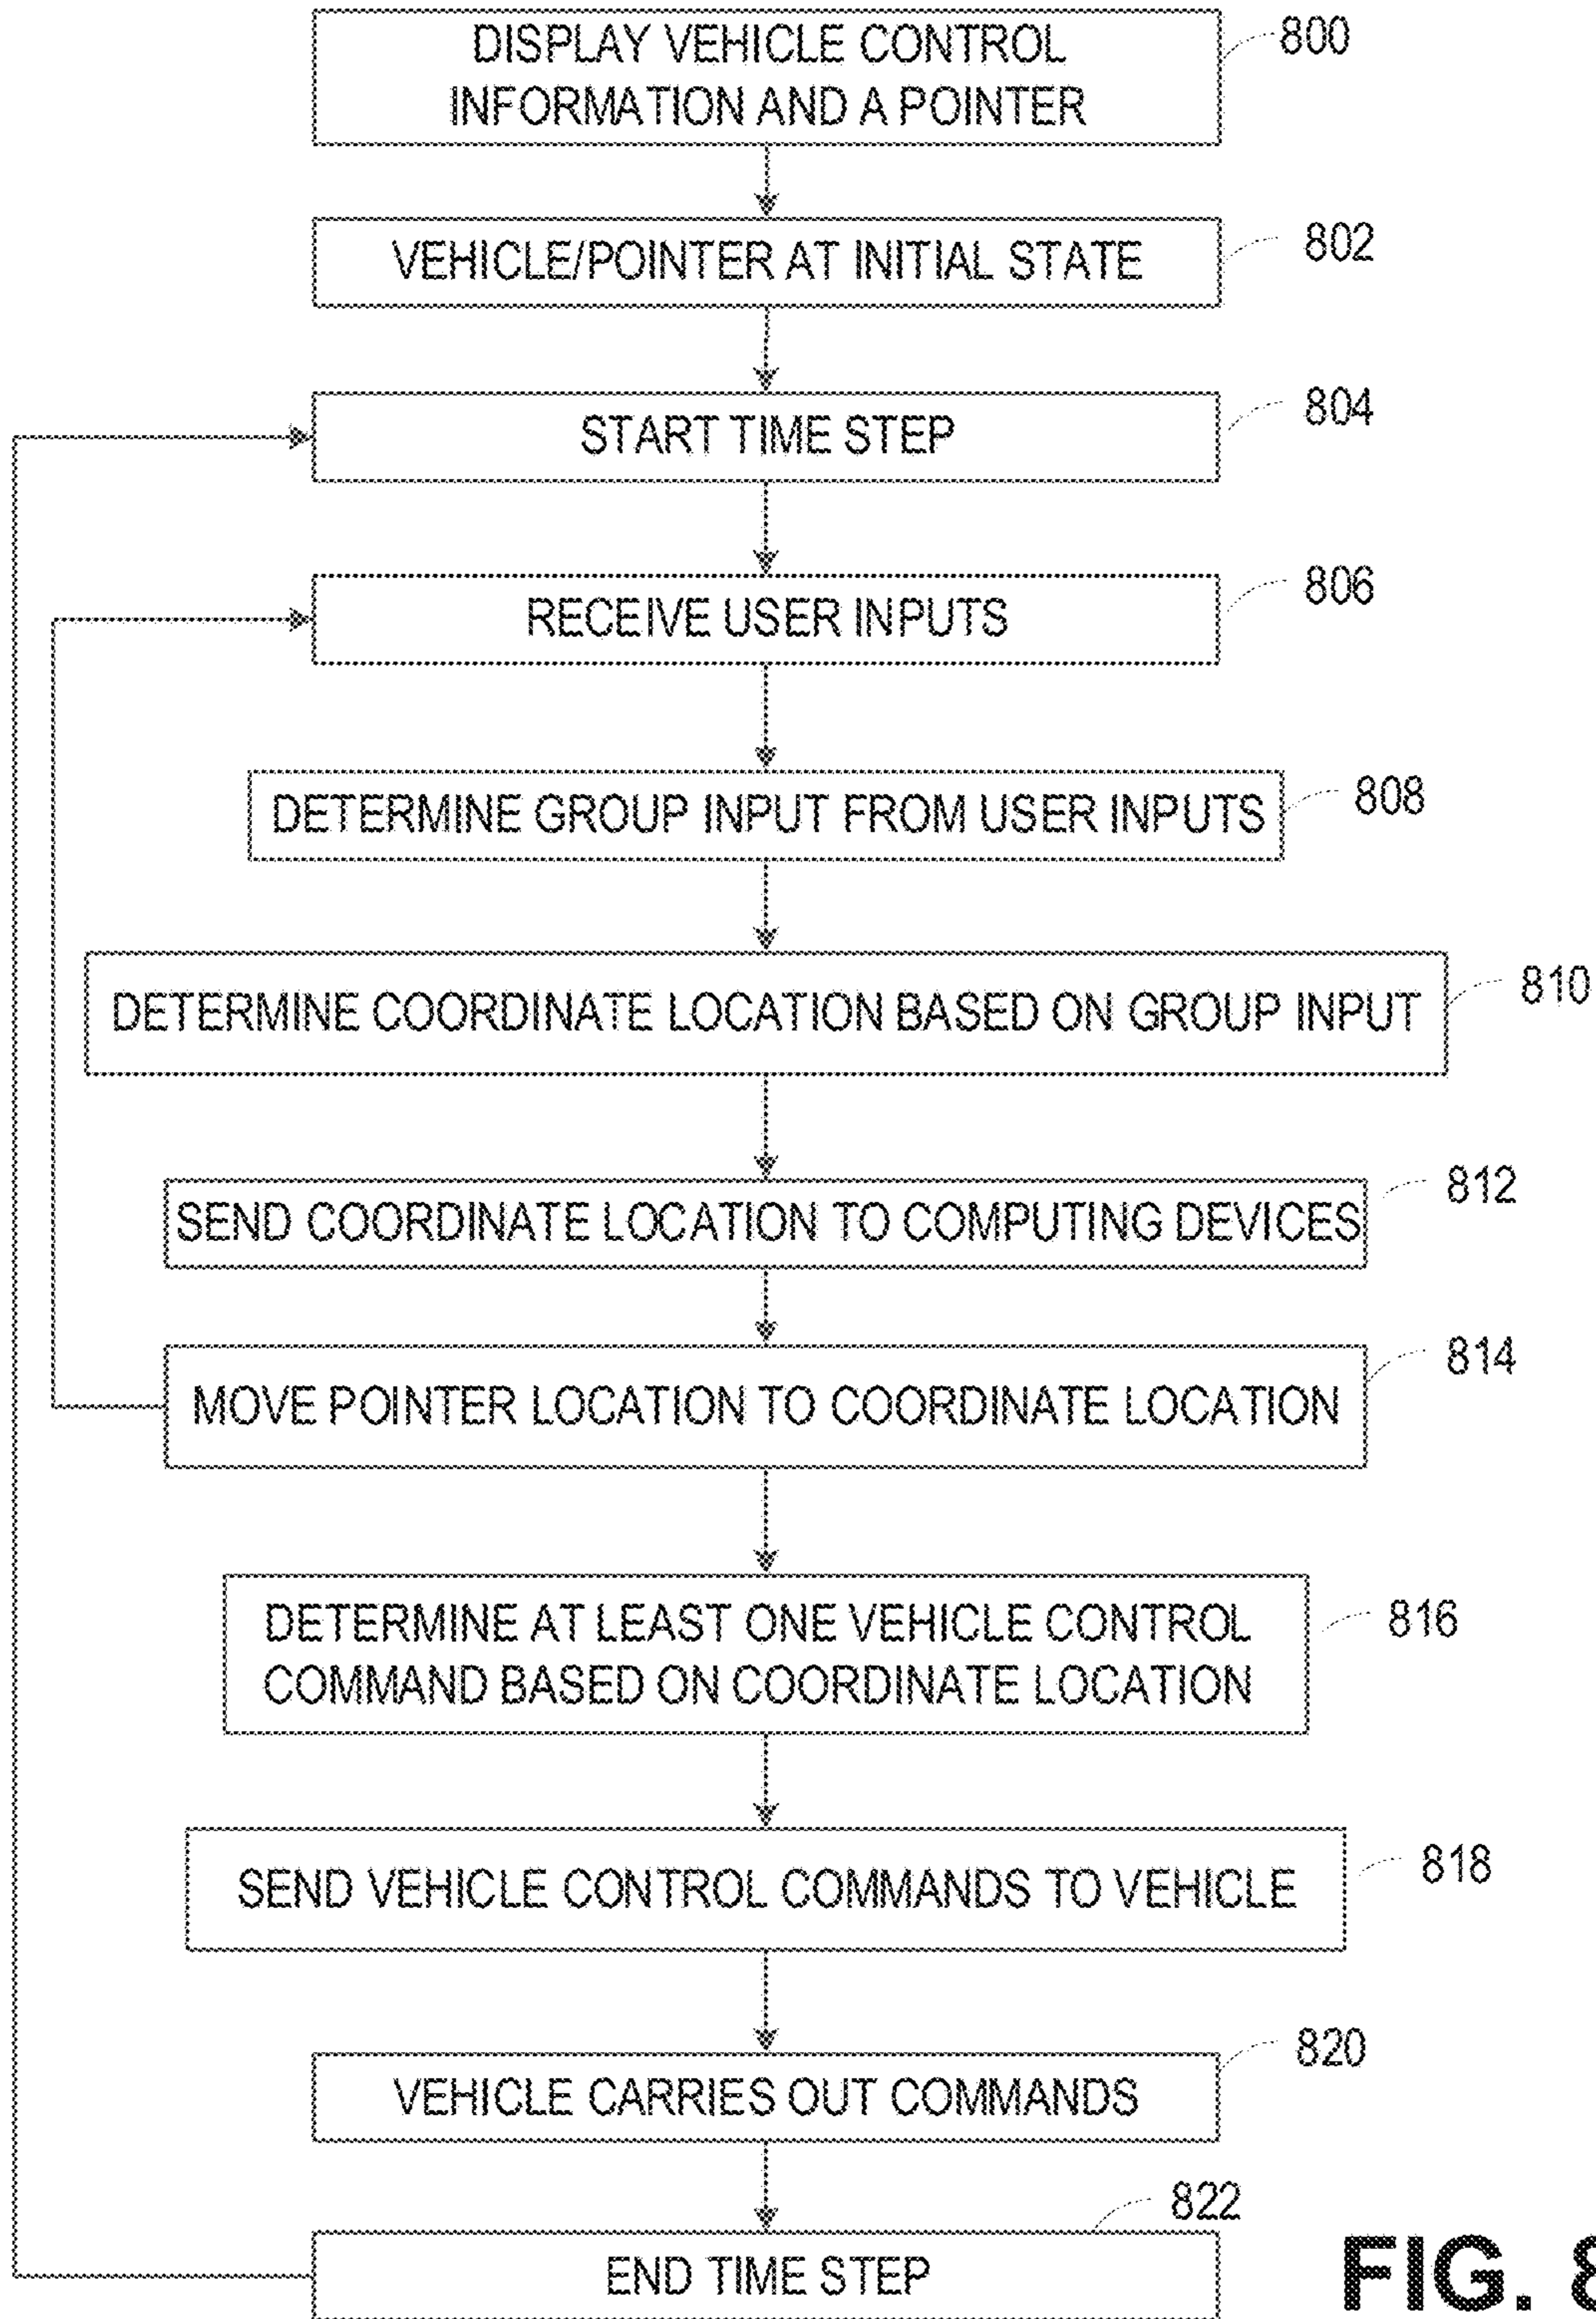 DISPLAY VEHICLE CONTROL
INFORMATION AND A POINTER
800
VEHICLE/POINTER AT INITIAL STATE
802
START TIME STEP
804
RECEIVE USER INPUTS
806
DETERMINE GROUP INPUT FROM USER INPUTS
808
DETERMINE COORDINATE LOCATION BASED ON GROUP INPUT
810
SEND COORDINATE LOCATION TO COMPUTING DEVICES
812
MOVE POINTER LOCATION TO COORDINATE LOCATION
814
DETERMINE AT LEAST ONE VEHICLE CONTROL
COMMAND BASED ON COORDINATE LOCATION
816
SEND VEHICLE CONTROL COMMANDS TO VEHICLE
818
VEHICLE CARRIES OUT COMMANDS
820
END TIME STEP
822
FIG. 8